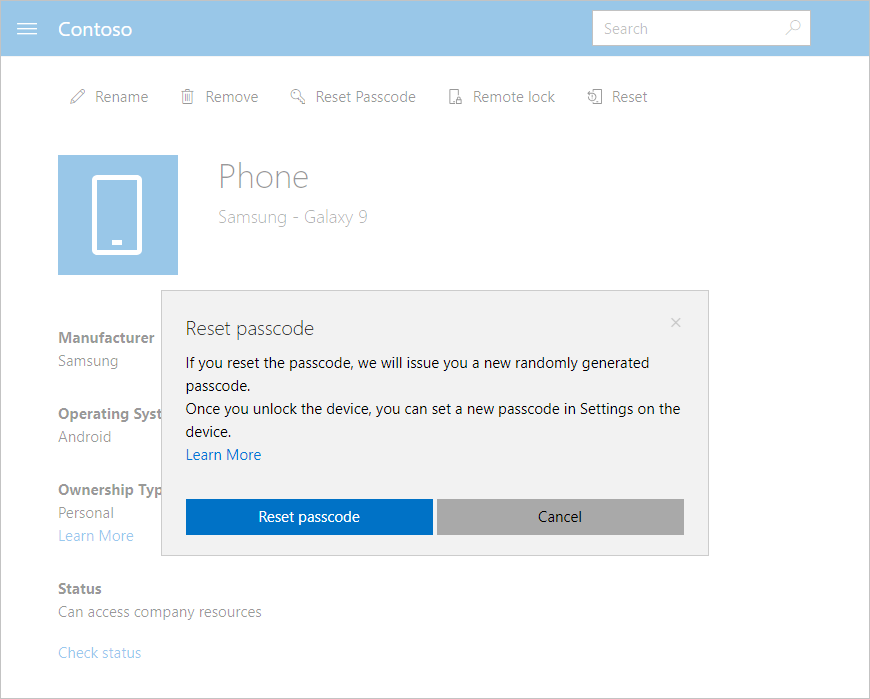 Contoso
Search
Rename
Remove
Reset Passcode
Remote lock
Reset
Phone
Samsung - Galaxy 9
Manufacturer
Samsung
Operating Syst
Android
Ownership Typ
Personal
Learn More
Status
Can access company resources
Check status
Reset passcode
If you reset the passcode, we will issue you a new randomly generated
passcode.
Once you unlock the device, you can set a new passcode in Settings on the
device.
Learn More
Reset passcode
Cancel